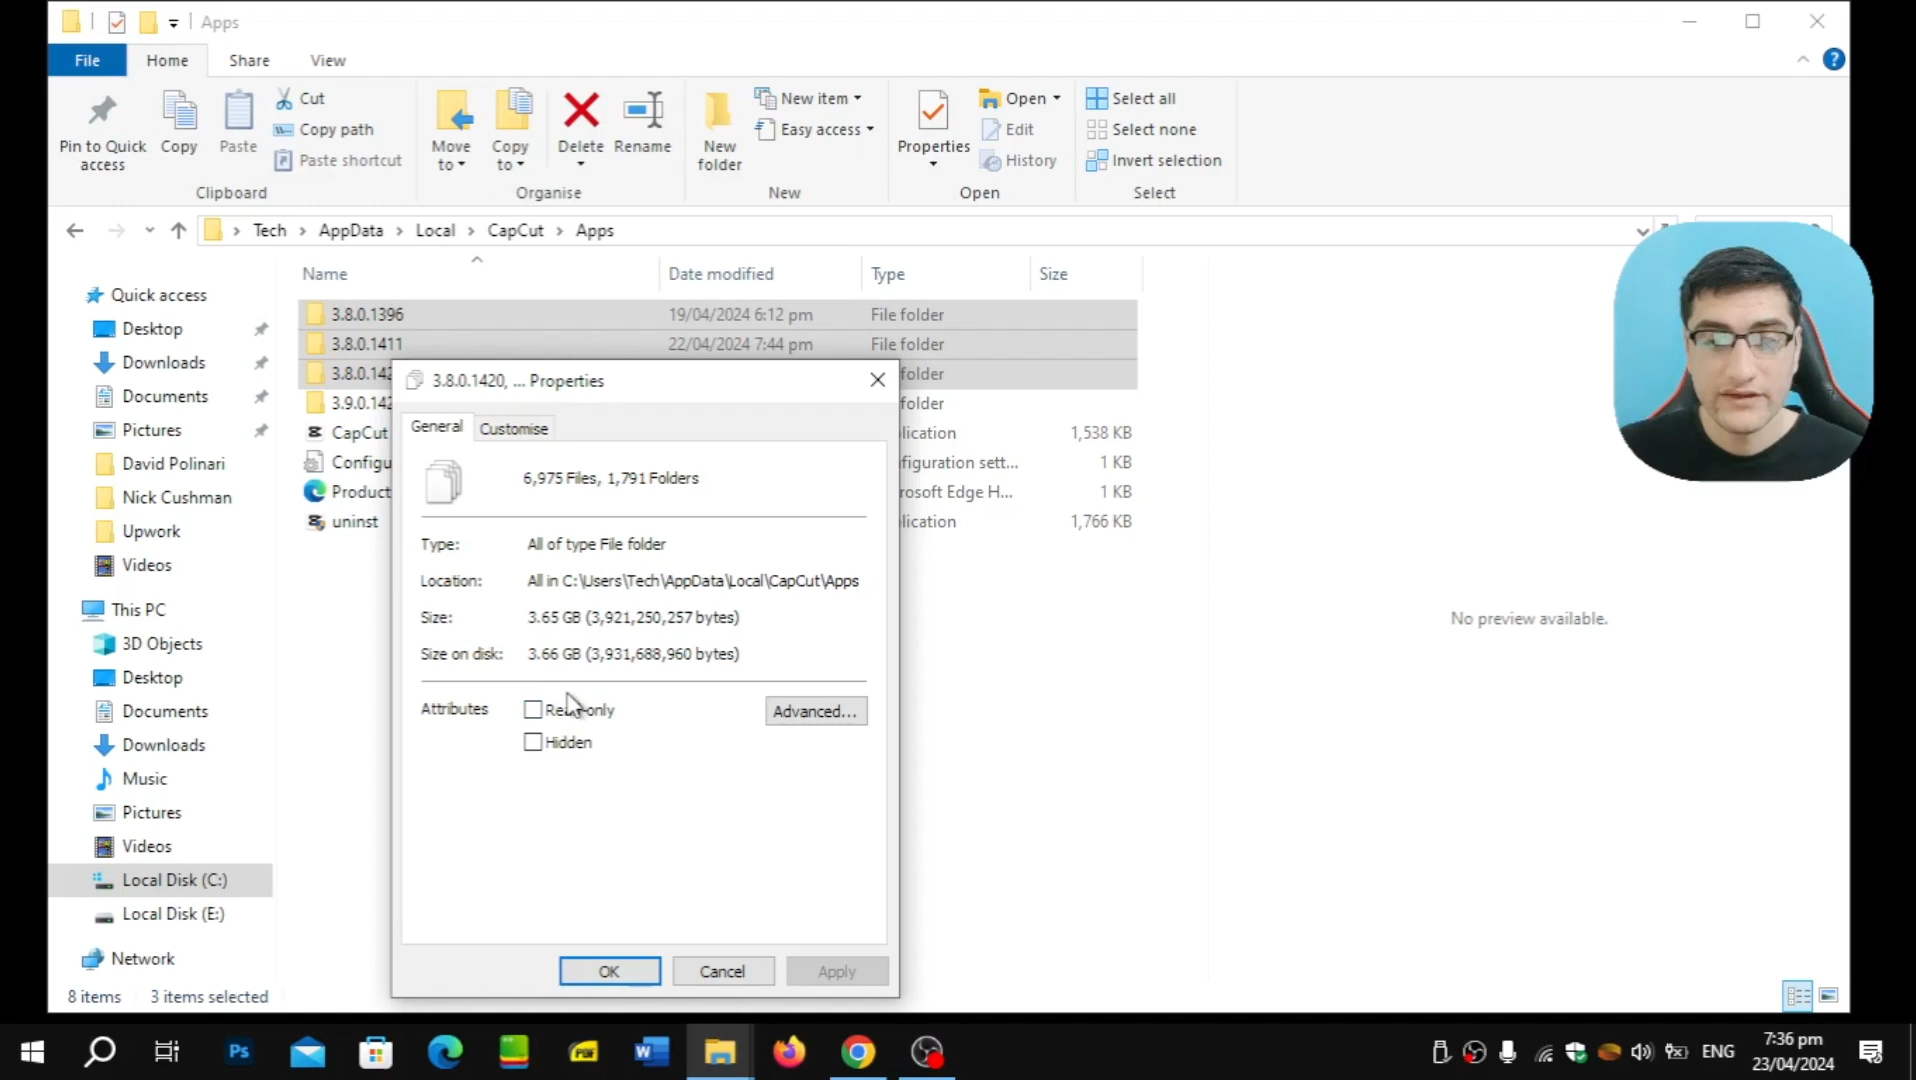 Apps
File Home Share View
Pin to Quick access
Copy
Paste
Cut
Copy path
Paste shortcut
Clipboard
Move to
Copy to
Delete
Rename
Organise
New folder
New item
Easy access
New
Properties
Open
Edit
History
Open
Select all
Select none
Invert selection
Select
Tech > AppData > Local > CapCut > Apps
Name Date modified Type Size
3.8.0.1396 19/04/2024 6:12 pm File folder
3.8.0.1411 22/04/2024 7:44 pm File folder
3.8.0.142 folder
3.9.0.142 folder
CapCut lication 1,538 KB
Configu figuration sett... 1 KB
Product rosoft Edge H... 1 KB
uninst lication 1,766 KB
Quick access
Desktop
Downloads
Documents
Pictures
David Polinari
Nick Cushman
Upwork
Videos
This PC
3D Objects
Desktop
Documents
Downloads
Music
Pictures
Videos
Local Disk (C:)
Local Disk (E:)
Network
3.8.0.1420, ... Properties
General Customise
6,975 Files, 1,791 Folders
Type: All of type File folder
Location: All in C:\Users\Tech\AppData\Local\CapCut\Apps
Size: 3.65 GB (3,921,250,257 bytes)
Size on disk: 3.66 GB (3,931,688,960 bytes)
Attributes Read-only Advanced...
Hidden
OK Cancel Apply
No preview available.
8 items 3 items selected
Ps
PDF
W
ENG
7:36 pm
23/04/2024